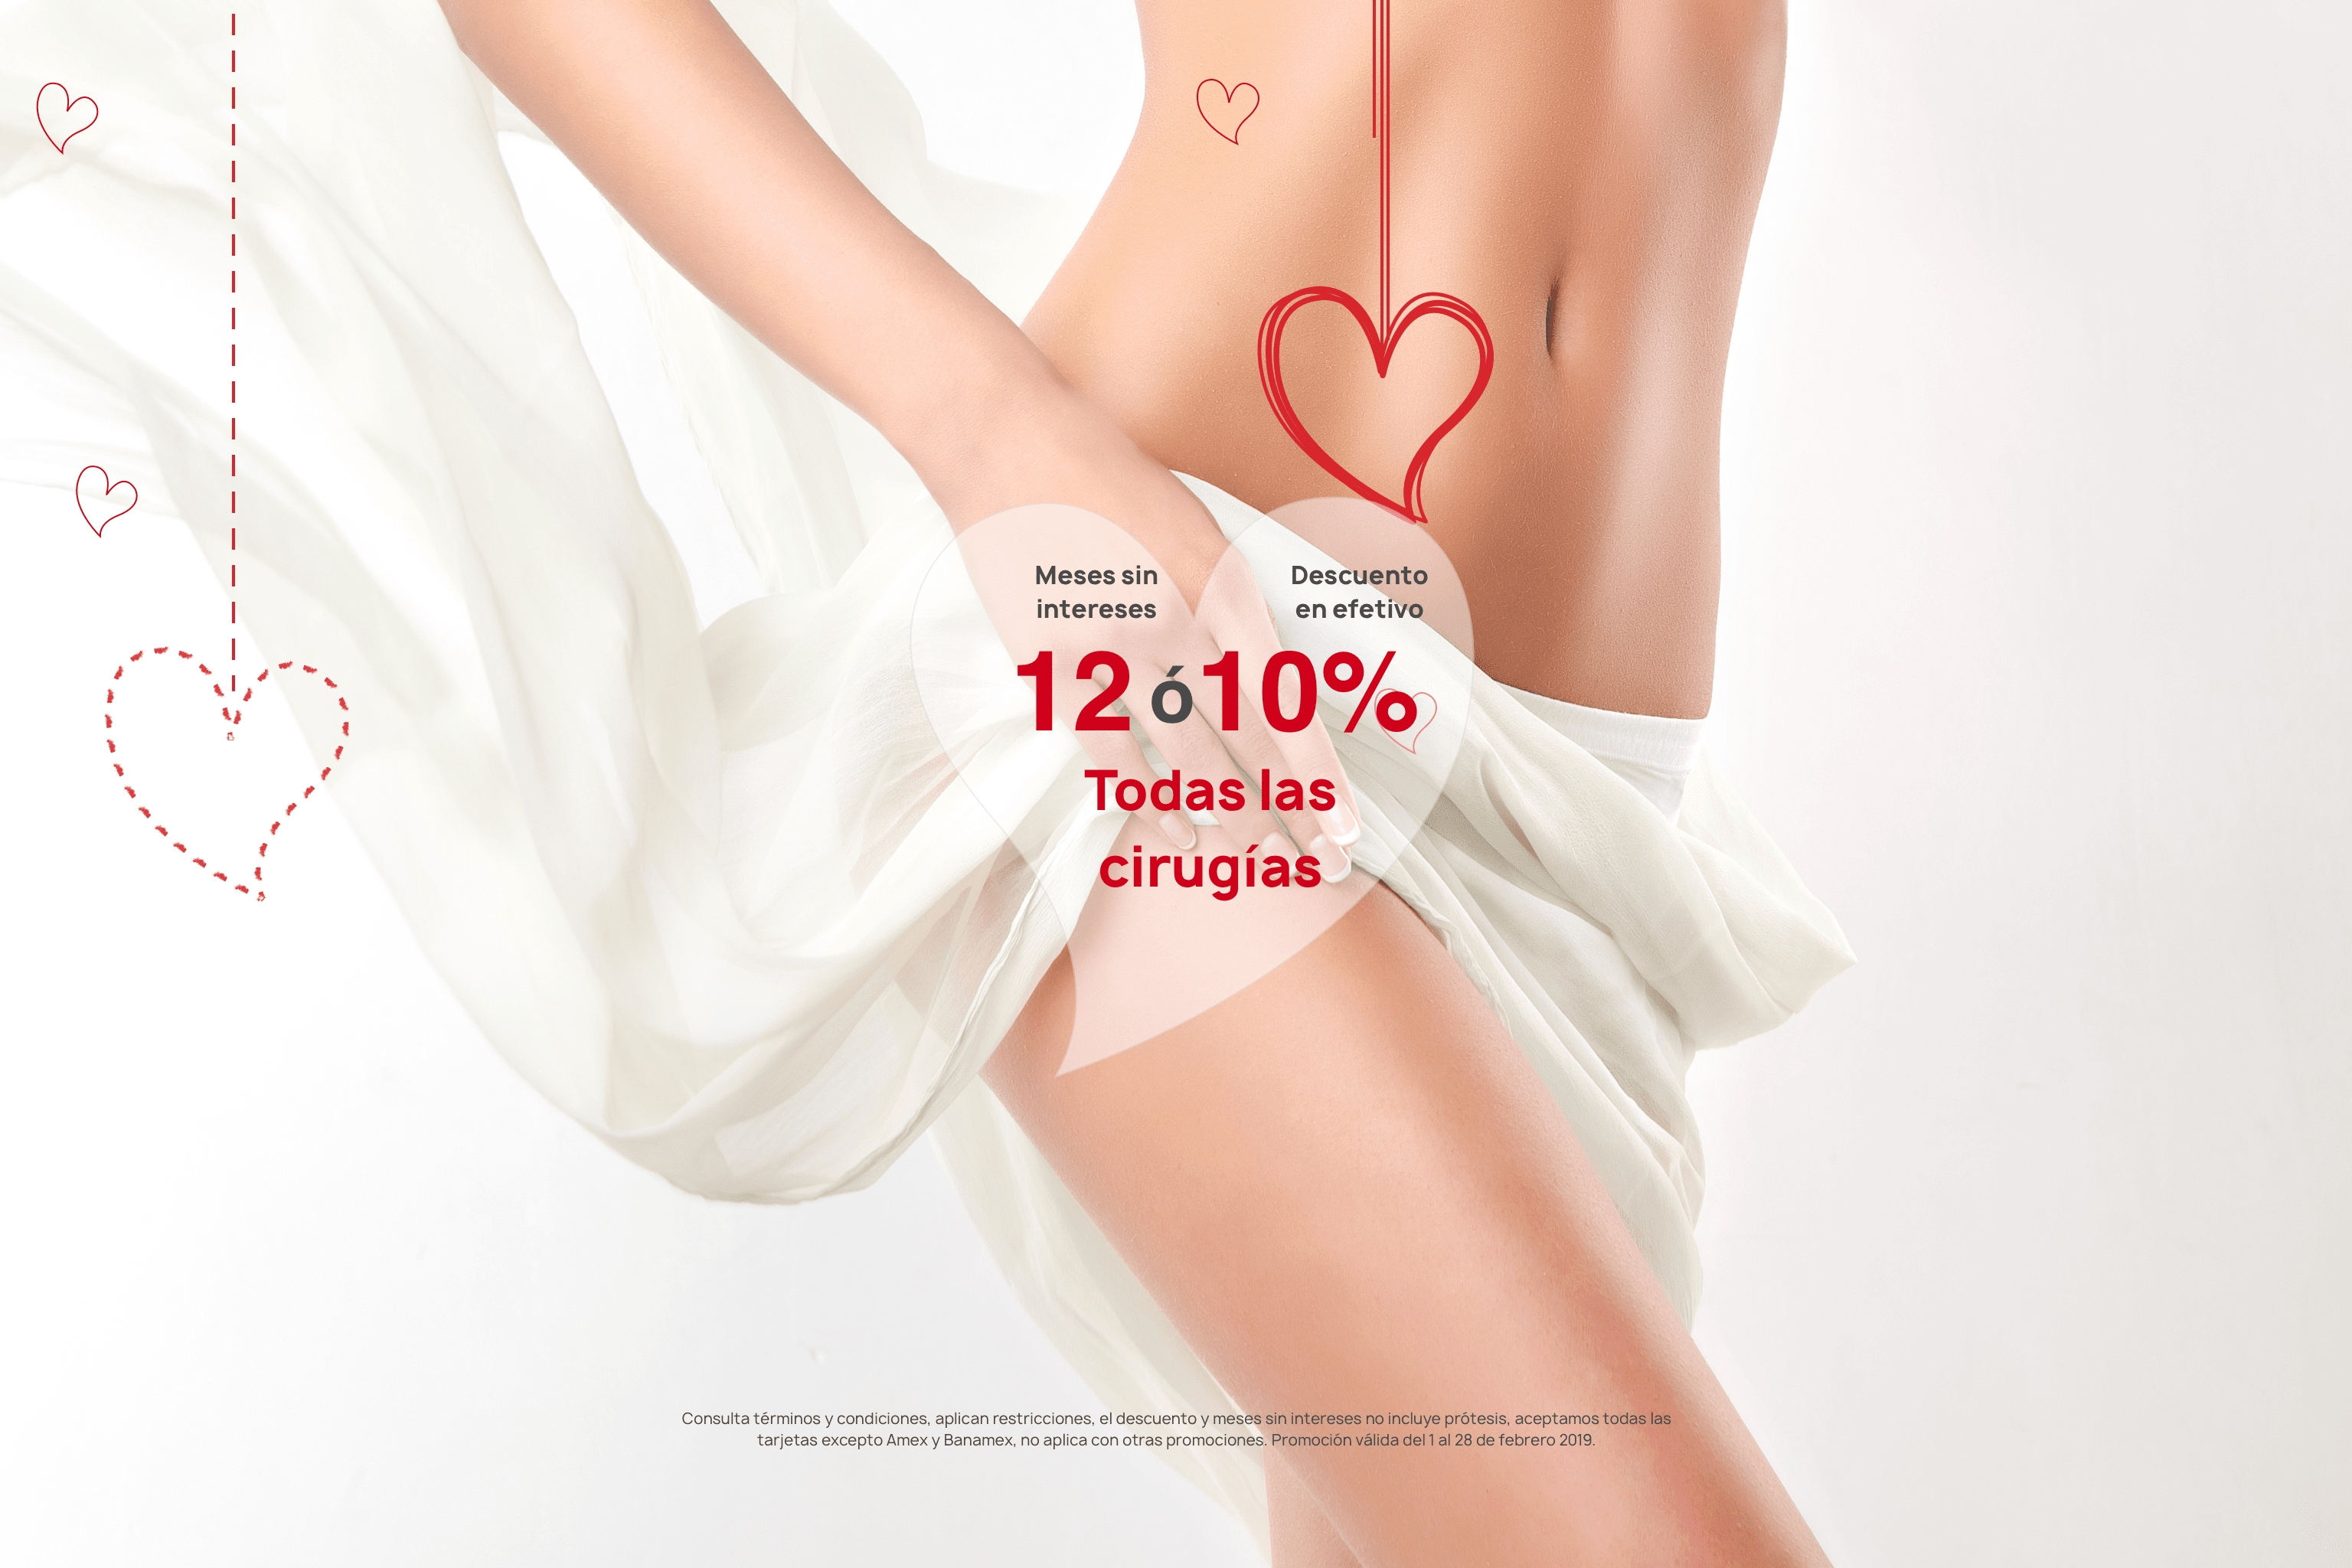 Meses sin
intereses
Descuento
en efetivo
12 ó 10%
Todas las
cirugías
Consulta términos y condiciones, aplican restricciones, el descuento y meses sin intereses no incluye prótesis, aceptamos todas las
tarjetas excepto Amex y Banamex, no aplica con otras promociones. Promoción válida del 1 al 28 de febrero 2019.